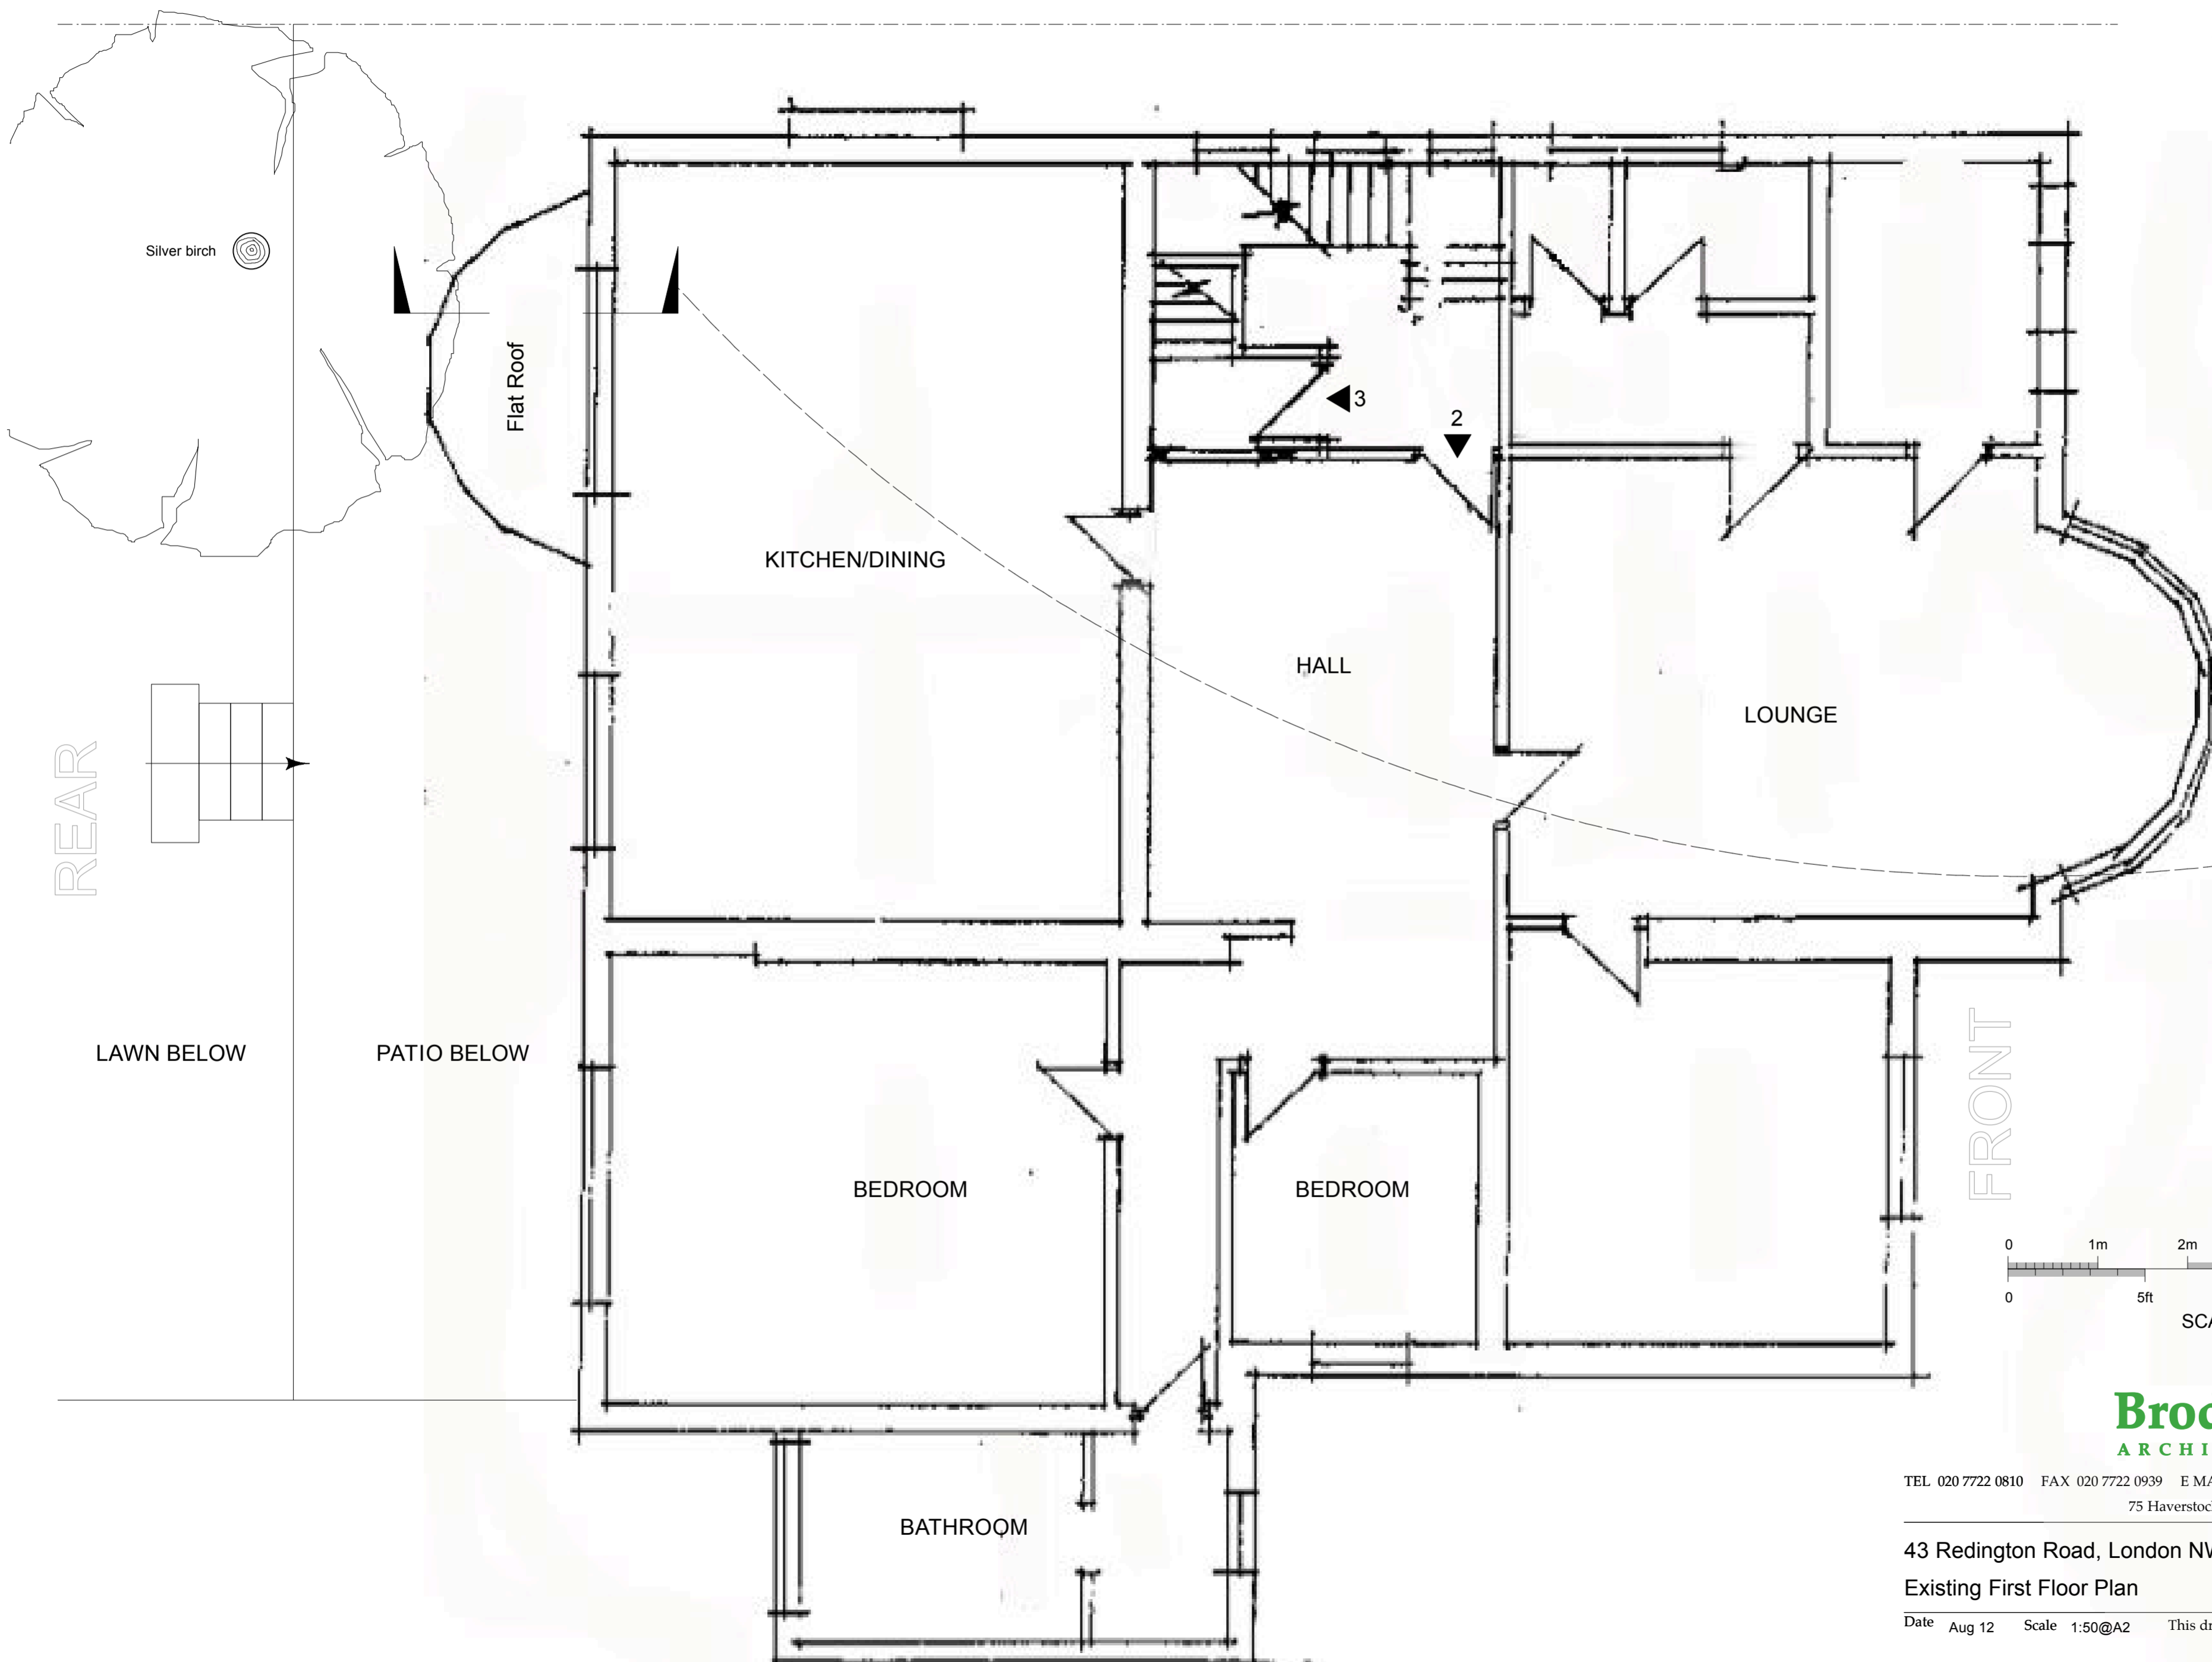 Silver birch
Flat Roof
3
2
KITCHEN/DINING
HALL
LOUNGE
REAR
LAWN BELOW
PATIO BELOW
FRONT
BEDROOM
BEDROOM
0 1m 2m
0 5ft
BATHROOM
TEL 020 7722 0810 FAX 020 7722 0939 E
75
43 Redington Road, London
Existing First Floor Plan
Date Aug 12 Scale 1:50@A2 This